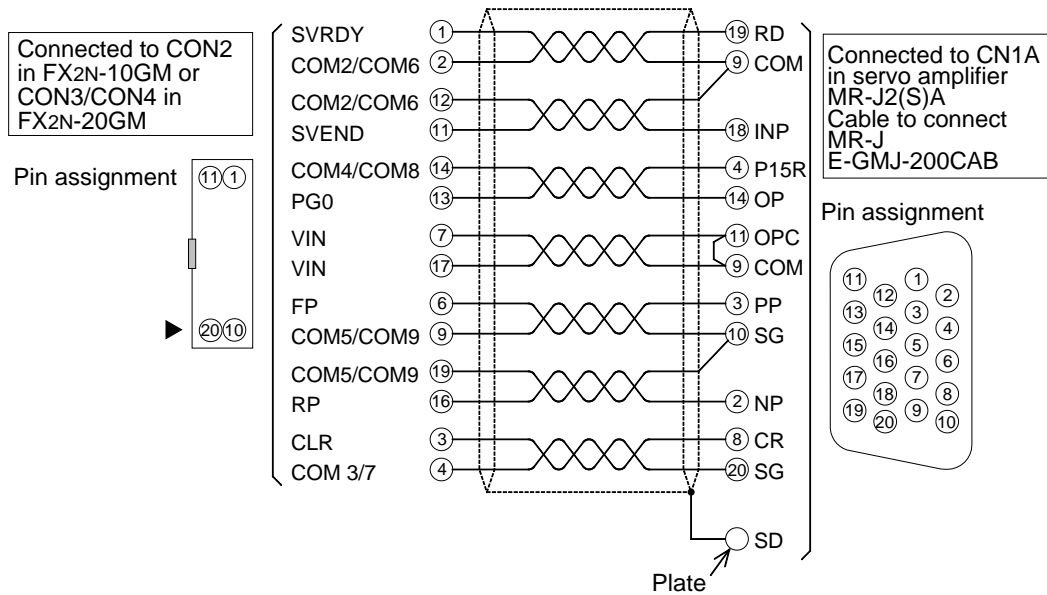 Connected to CON2
in FX2N-10GM or
CON3/CON4 in
FX2N-20GM
Pin assignment
11 1
20 10
SVRDY 1 19 RD
COM2/COM6 2 9 COM
COM2/COM6 12
SVEND 11 18 INP
COM4/COM8 14 4 P15R
PG0 13 14 OP
VIN 7 11 OPC
VIN 17 9 COM
FP 6 3 PP
COM5/COM9 9 10 SG
COM5/COM9 19
RP 16 2 NP
CLR 3 8 CR
COM 3/7 4 20 SG
SD
Plate
Connected to CN1A
in servo amplifier
MR-J2(S)A
Cable to connect
MR-J
E-GMJ-200CAB
Pin assignment
11 1
12 2
13 3
14 4
15 5
16 6
17 7
18 8
19 9
20 10